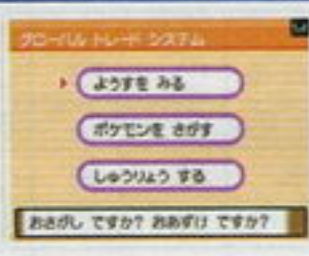 グローバル トレード システム
ようすを みる
ポケモンを さがす
しゅうりょう する
おさがし ですか? おあずけ ですか?